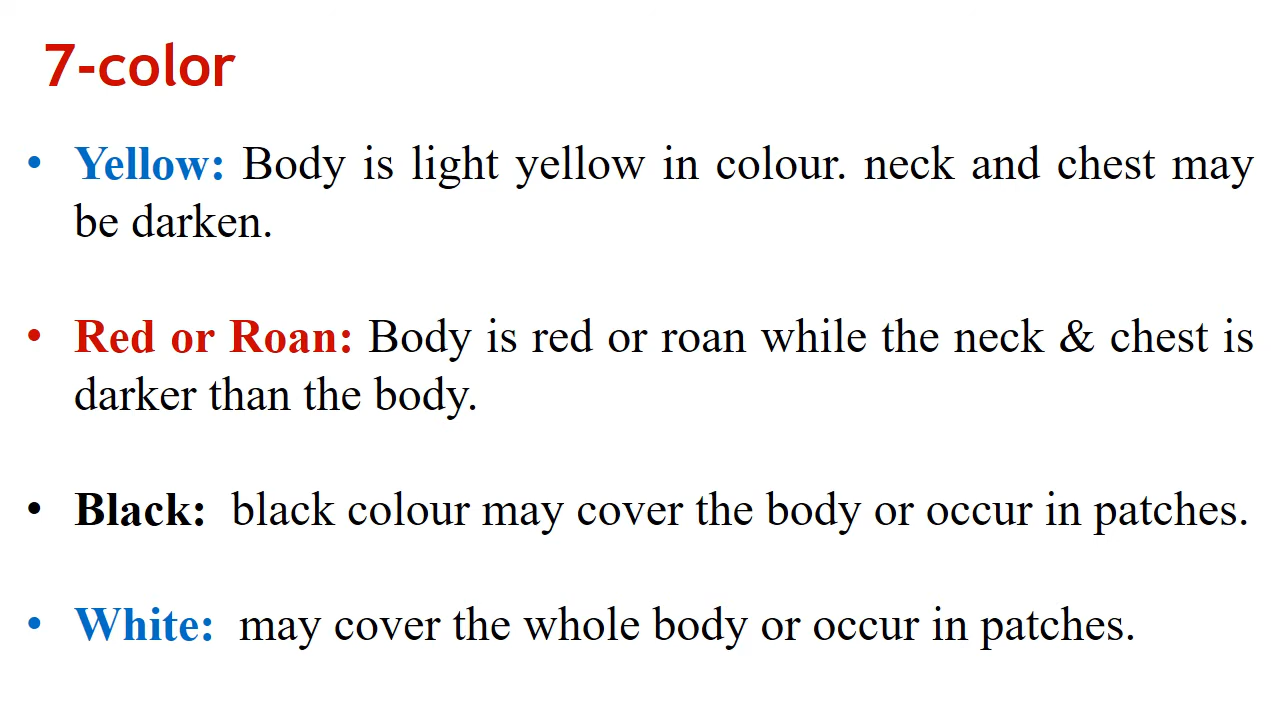 7-color
• Yellow: Body is light yellow in colour. neck and chest may
be darken.
• Red or Roan: Body is red or roan while the neck & chest is
darker than the body.
• Black: black colour may cover the body or occur in patches.
• White: may cover the whole body or occur in patches.